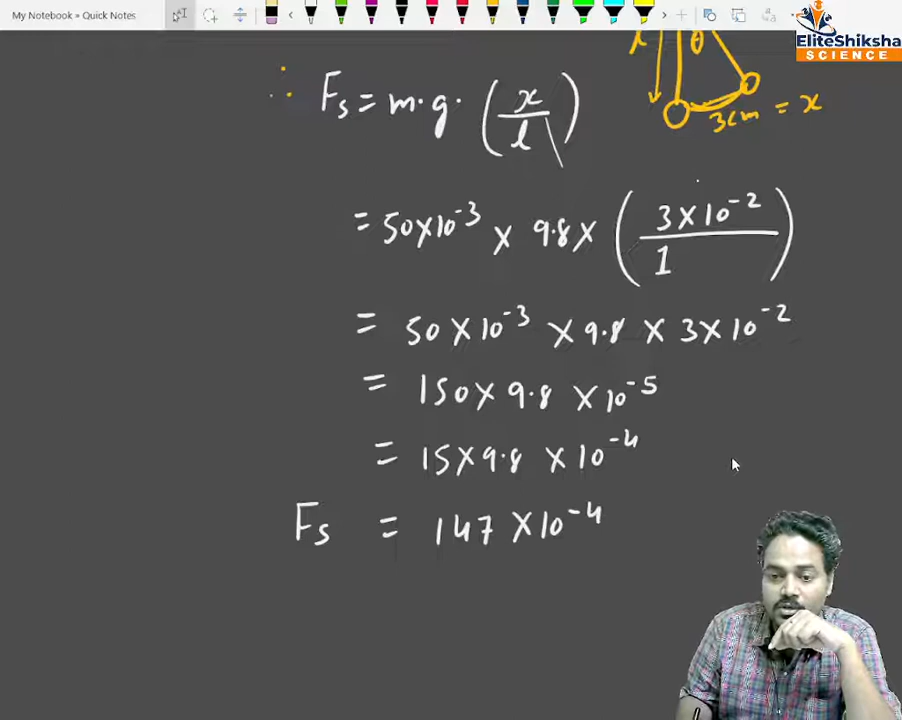 My Notebook » Quick Notes
EliteShiksha
SCIENCE
θ
3cm = x
∴ Fs = m·g·(x/l)
= 50×10⁻³ × 9.8 × (3×10⁻²/1)
= 50×10⁻³ × 9.8 × 3×10⁻²
= 150×9.8×10⁻⁵
= 15×9.8×10⁻⁴
Fs = 147×10⁻⁴